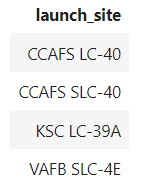 launch_site
CCAFS LC-40
CCAFS SLC-40
KSC LC-39A
VAFB SLC-4E